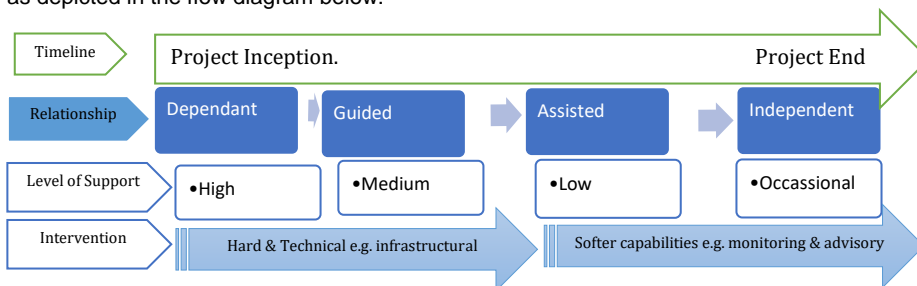 as depicted in the flow diagram below.
Timeline
Project Inception.
Project End
Relationship
Dependant
Guided
Assisted
Independent
Level of Support
•High
•Medium
•Low
•Occassional
Intervention
Hard & Technical e.g. infrastructural
Softer capabilities e.g. monitoring & advisory